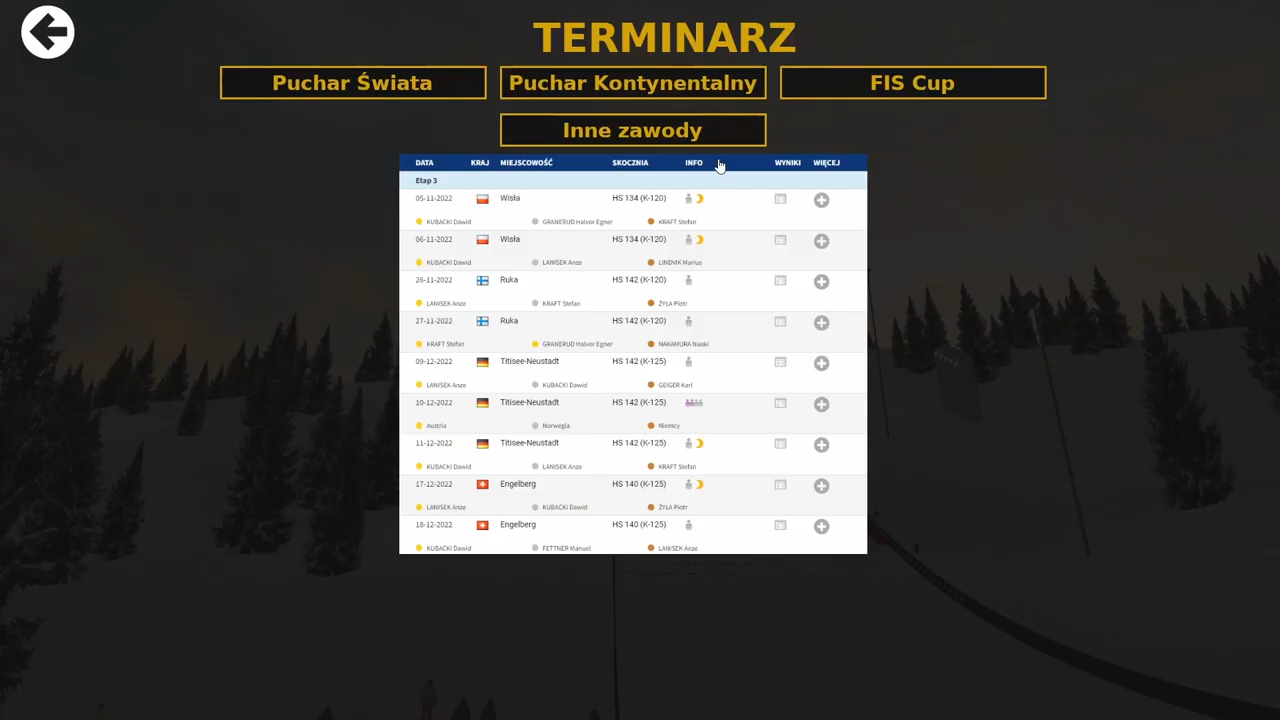 TERMINARZ
Puchar Świata Puchar Kontynentalny FIS Cup
Inne zawody
DATA KRAJ MIEJSCOWOŚĆ SKOCZNIA INFO WYNIKI WIĘCEJ
Etap 3
05-11-2022 Wisła HS 134 (K-120)
KUBACKI Dawid GRANERUD Halvor Egner KRAFT Stefan
06-11-2022 Wisła HS 134 (K-120)
KUBACKI Dawid LANISEK Anze LINDVIK Marius
26-11-2022 Ruka HS 142 (K-120)
LANISEK Anze KRAFT Stefan ŻYŁA Piotr
27-11-2022 Ruka HS 142 (K-120)
KRAFT Stefan GRANERUD Halvor Egner NAKAMURA Naoki
09-12-2022 Titisee-Neustadt HS 142 (K-125)
LANISEK Anze KUBACKI Dawid GEIGER Karl
10-12-2022 Titisee-Neustadt HS 142 (K-125)
Austria Norwegia Niemcy
11-12-2022 Titisee-Neustadt HS 142 (K-125)
KUBACKI Dawid LANISEK Anze KRAFT Stefan
17-12-2022 Engelberg HS 140 (K-125)
LANISEK Anze KUBACKI Dawid ŻYŁA Piotr
18-12-2022 Engelberg HS 140 (K-125)
KUBACKI Dawid FETTNER Manuel LANISEK Anze